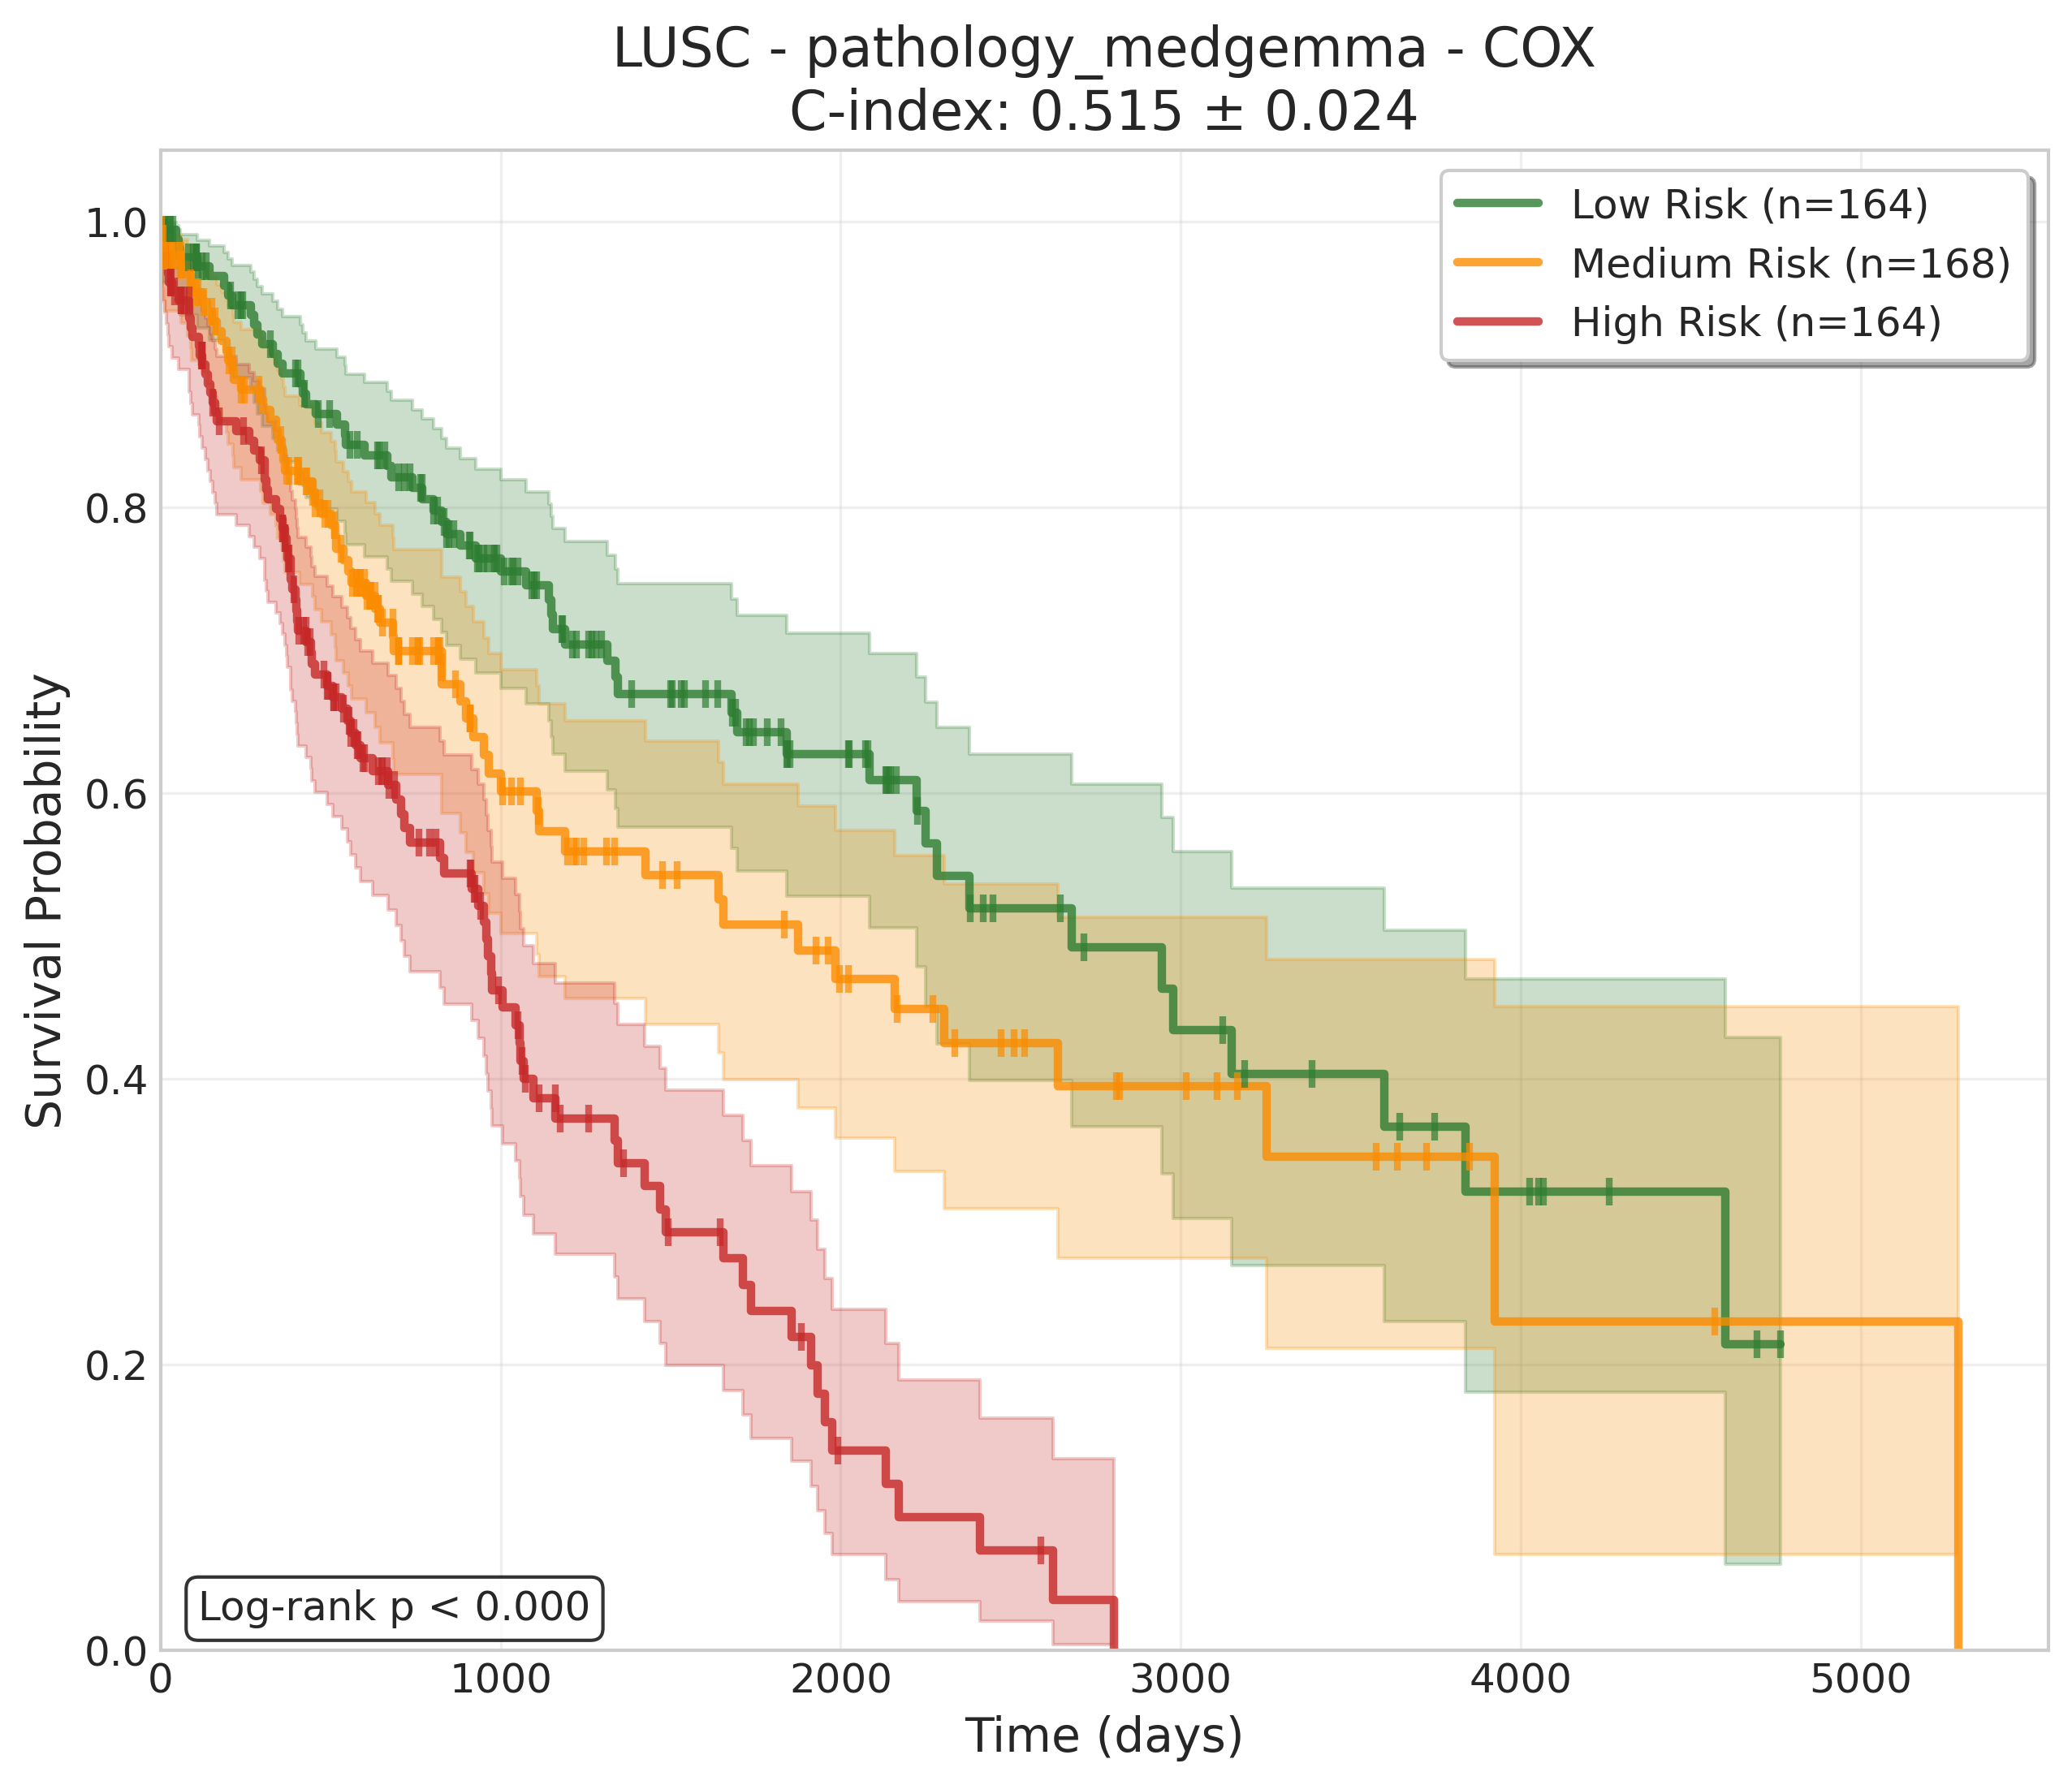 LUSC - pathology_medgemma - COX
C-index: 0.515 ± 0.024
Low Risk (n=164)
Medium Risk (n=168)
High Risk (n=164)
Survival Probability
1.0
0.8
0.6
0.4
0.2
0.0
Log-rank p < 0.000
0 1000 2000 3000 4000 5000
Time (days)